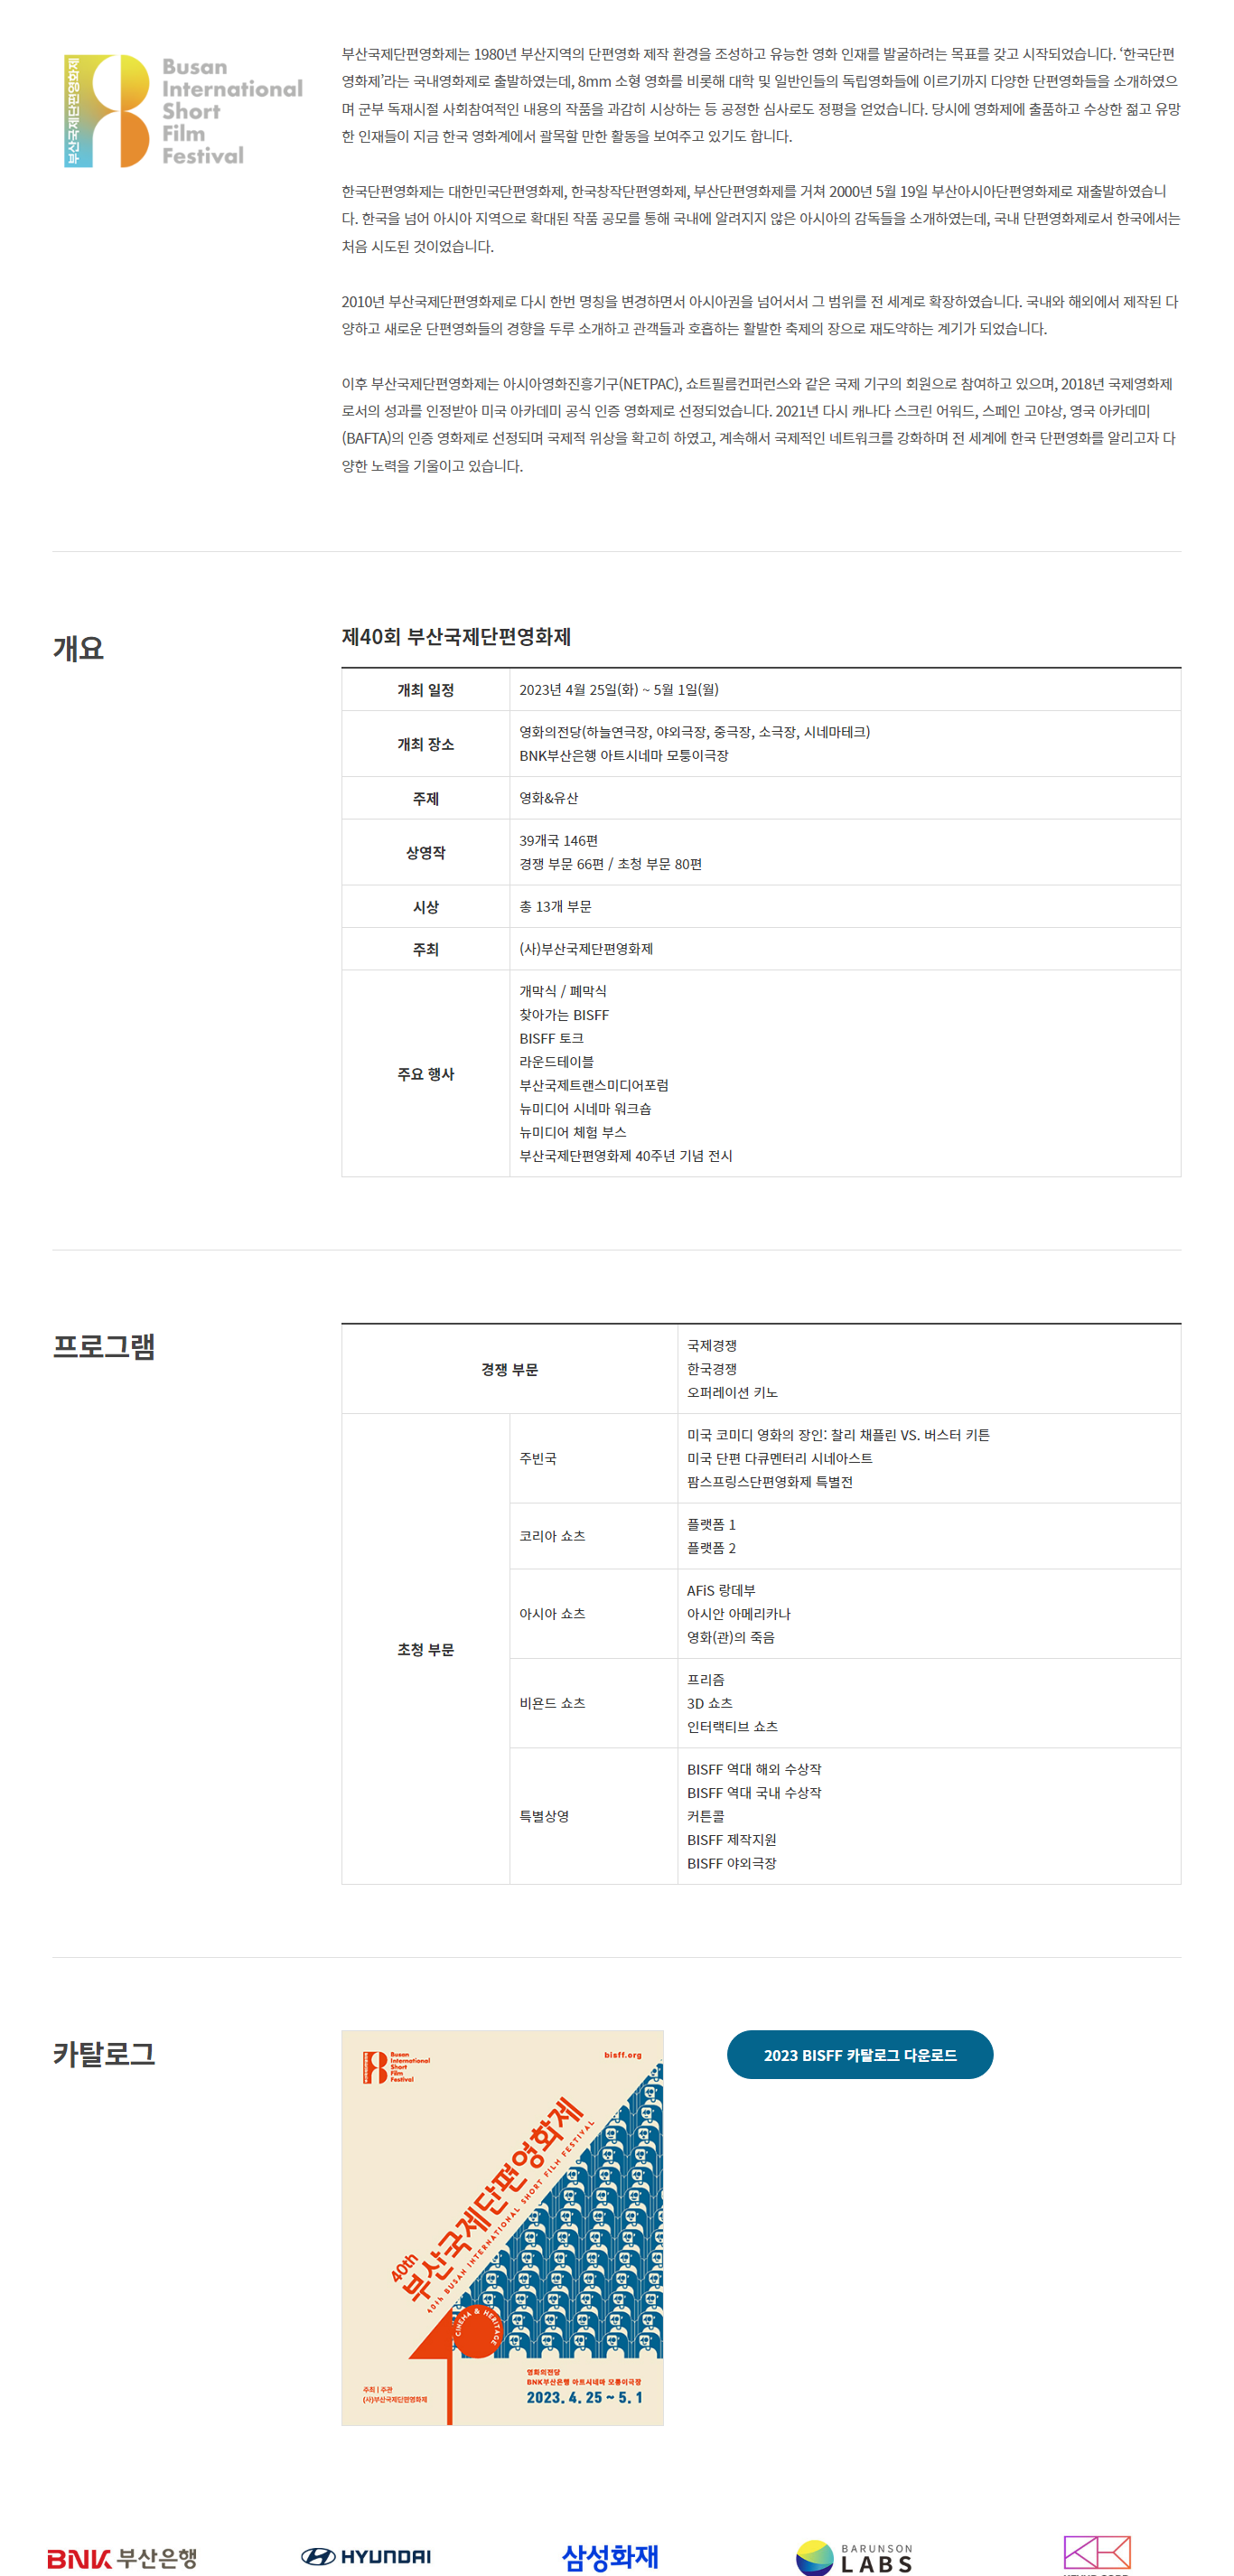 부산국제단편영화제
Busan
International
Short
Film
Festival
부산국제단편영화제는 1980년 부산지역의 단편영화 제작 환경을 조성하고 유능한 영화 인재를 발굴하려는 목표를 갖고 시작되었습니다. ‘한국단편
영화제’라는 국내영화제로 출발하였는데, 8mm 소형 영화를 비롯해 대학 및 일반인들의 독립영화들에 이르기까지 다양한 단편영화들을 소개하였으
며 군부 독재시절 사회참여적인 내용의 작품을 과감히 시상하는 등 공정한 심사로도 정평을 얻었습니다. 당시에 영화제에 출품하고 수상한 젊고 유망
한 인재들이 지금 한국 영화계에서 괄목할 만한 활동을 보여주고 있기도 합니다.
한국단편영화제는 대한민국단편영화제, 한국창작단편영화제, 부산단편영화제를 거쳐 2000년 5월 19일 부산아시아단편영화제로 재출발하였습니
다. 한국을 넘어 아시아 지역으로 확대된 작품 공모를 통해 국내에 알려지지 않은 아시아의 감독들을 소개하였는데, 국내 단편영화제로서 한국에서는
처음 시도된 것이었습니다.
2010년 부산국제단편영화제로 다시 한번 명칭을 변경하면서 아시아권을 넘어서서 그 범위를 전 세계로 확장하였습니다. 국내와 해외에서 제작된 다
양하고 새로운 단편영화들의 경향을 두루 소개하고 관객들과 호흡하는 활발한 축제의 장으로 재도약하는 계기가 되었습니다.
이후 부산국제단편영화제는 아시아영화진흥기구(NETPAC), 쇼트필름컨퍼런스와 같은 국제 기구의 회원으로 참여하고 있으며, 2018년 국제영화제
로서의 성과를 인정받아 미국 아카데미 공식 인증 영화제로 선정되었습니다. 2021년 다시 캐나다 스크린 어워드, 스페인 고야상, 영국 아카데미
(BAFTA)의 인증 영화제로 선정되며 국제적 위상을 확고히 하였고, 계속해서 국제적인 네트워크를 강화하며 전 세계에 한국 단편영화를 알리고자 다
양한 노력을 기울이고 있습니다.
개요
제40회 부산국제단편영화제
개최 일정
2023년 4월 25일(화) ~ 5월 1일(월)
개최 장소
영화의전당(하늘연극장, 야외극장, 중극장, 소극장, 시네마테크)
BNK부산은행 아트시네마 모퉁이극장
주제
영화&유산
상영작
39개국 146편
경쟁 부문 66편 / 초청 부문 80편
시상
총 13개 부문
주최
(사)부산국제단편영화제
주요 행사
개막식 / 폐막식
찾아가는 BISFF
BISFF 토크
라운드테이블
부산국제트랜스미디어포럼
뉴미디어 시네마 워크숍
뉴미디어 체험 부스
부산국제단편영화제 40주년 기념 전시
프로그램
경쟁 부문
국제경쟁
한국경쟁
오퍼레이션 키노
초청 부문
주빈국
미국 코미디 영화의 장인: 찰리 채플린 VS. 버스터 키튼
미국 단편 다큐멘터리 시네아스트
팜스프링스단편영화제 특별전
코리아 쇼츠
플랫폼 1
플랫폼 2
아시아 쇼츠
AFiS 랑데부
아시안 아메리카나
영화(관)의 죽음
비욘드 쇼츠
프리즘
3D 쇼츠
인터랙티브 쇼츠
특별상영
BISFF 역대 해외 수상작
BISFF 역대 국내 수상작
커튼콜
BISFF 제작지원
BISFF 야외극장
카탈로그
Busan
International
Short
Film
Festival
bisff.org
40th
부산국제단편영화제
40th BUSAN INTERNATIONAL SHORT FILM FESTIVAL
CINEMA & HERITAGE
주최 | 주관
(사)부산국제단편영화제
영화의전당
BNK부산은행 아트시네마 모퉁이극장
2023. 4. 25 ~ 5. 1
2023 BISFF 카탈로그 다운로드
BNK 부산은행
HYUNDAI
삼성화재
BARUNSON
LABS